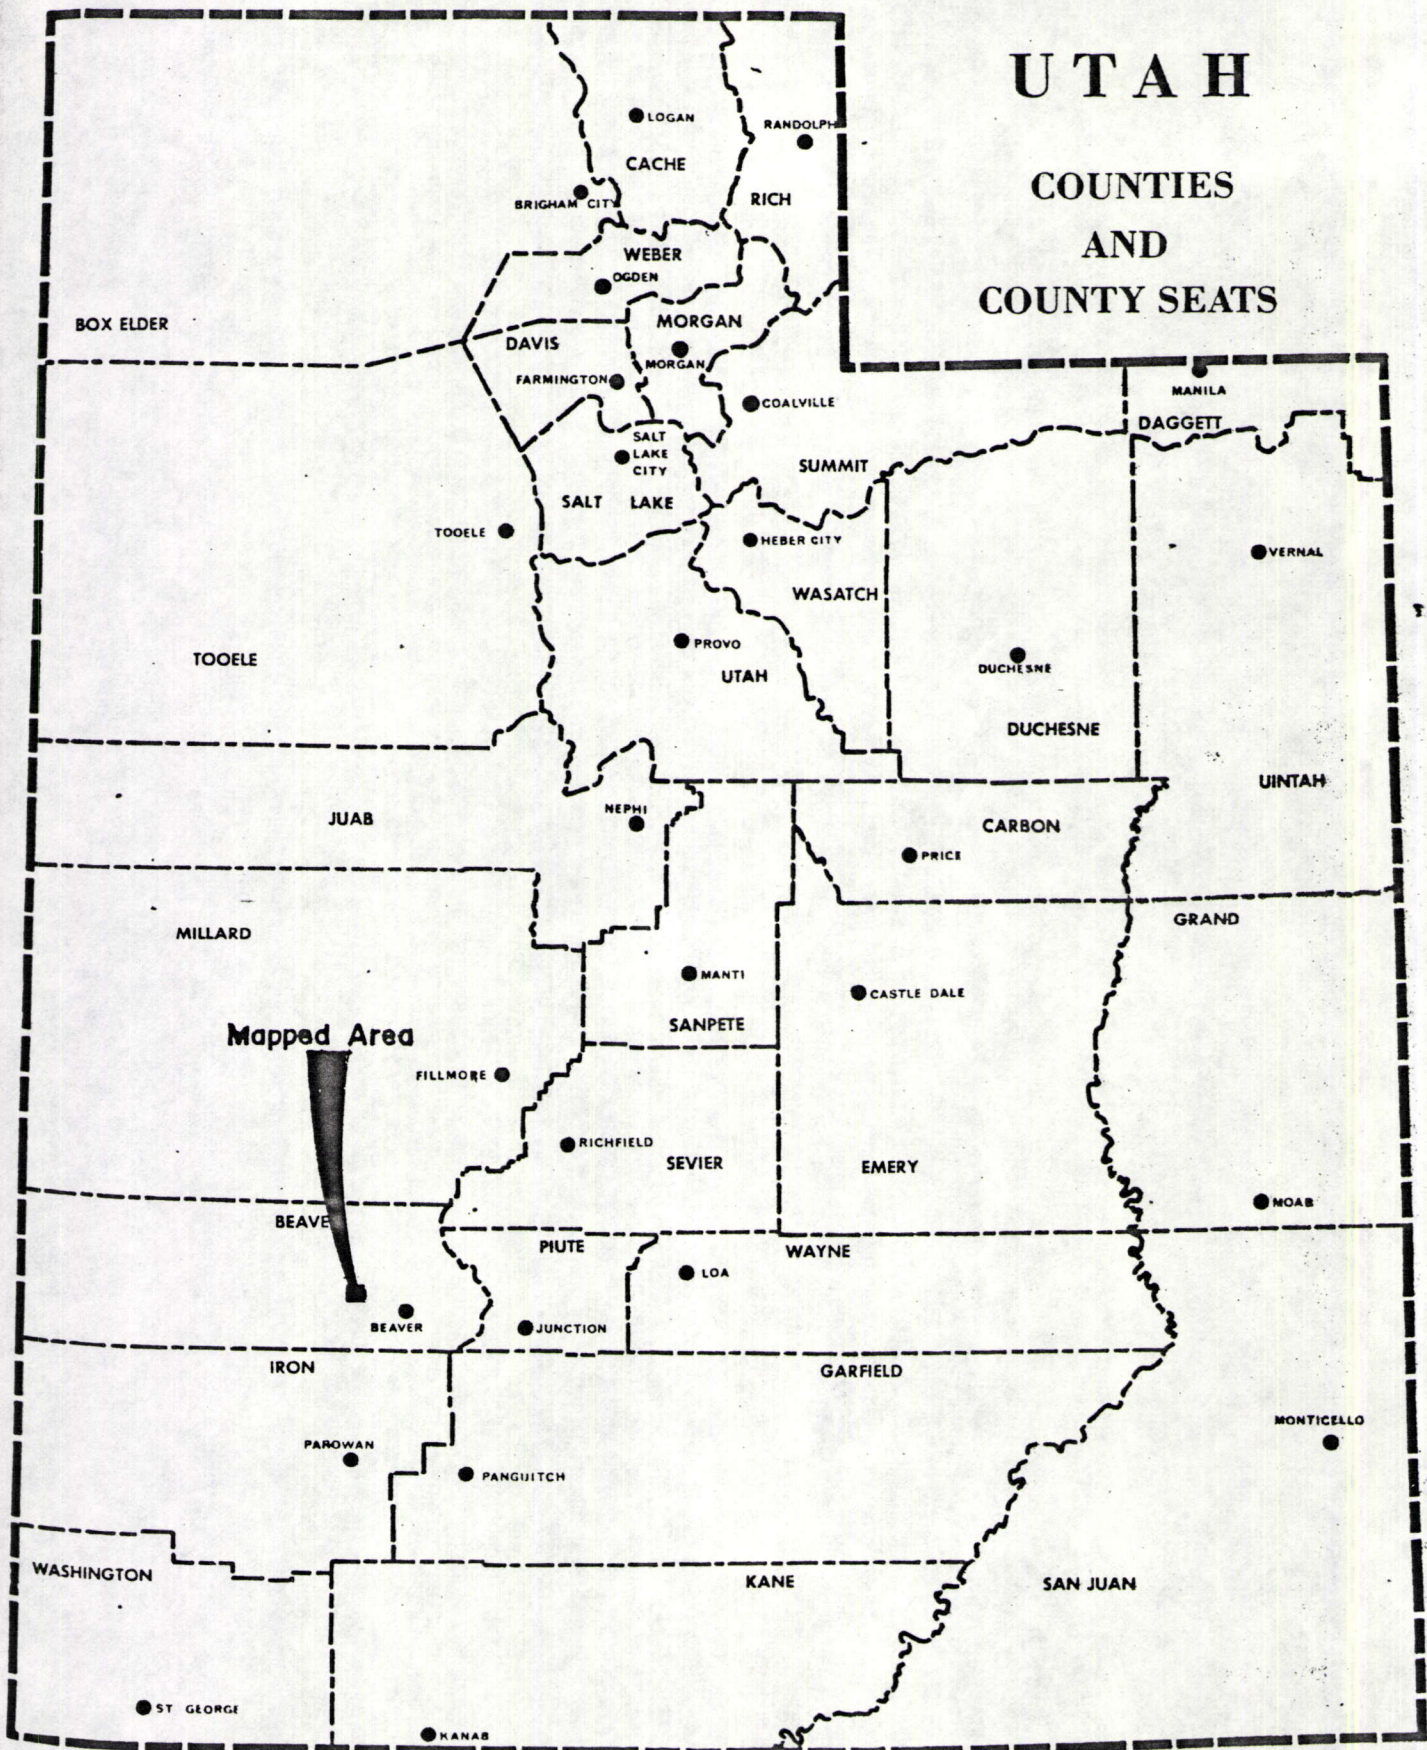 UTAH
COUNTIES
AND
COUNTY SEATS
LOGAN
RANDOLPH
CACHE
BRIGHAM CITY
RICH
WEBER
OGDEN
BOX ELDER
MORGAN
DAVIS
MORGAN
FARMINGTON
MANILA
COALVILLE
DAGGETT
SALT
LAKE
CITY
SUMMIT
SALT LAKE
TOOELE
HEBER CITY
VERNAL
WASATCH
PROVO
TOOELE
DUCHESNE
UTAH
DUCHESNE
UINTAH
NEPHI
JUAB
CARBON
PRICE
GRAND
MILLARD
MANTI
CASTLE DALE
SANPETE
Mapped Area
FILLMORE
RICHFIELD
SEVIER
EMERY
MOAB
BEAVE
PIUTE
WAYNE
LOA
BEAVER
JUNCTION
IRON
GARFIELD
MONTICELLO
PAROWAN
PANGUITCH
WASHINGTON
KANE
SAN JUAN
ST GEORGE
KANAB